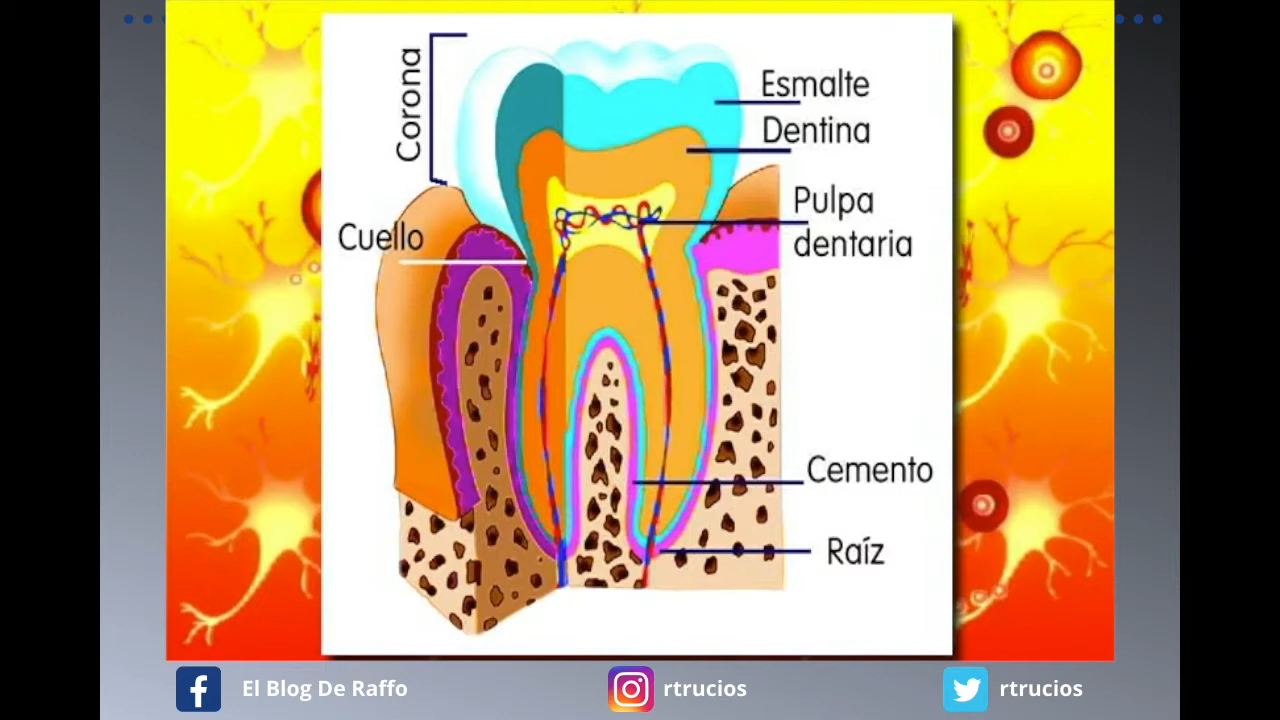 Corona
Esmalte
Dentina
Pulpa
dentaria
Cuello
Cemento
Raíz
El Blog De Raffo
rtrucios
rtrucios